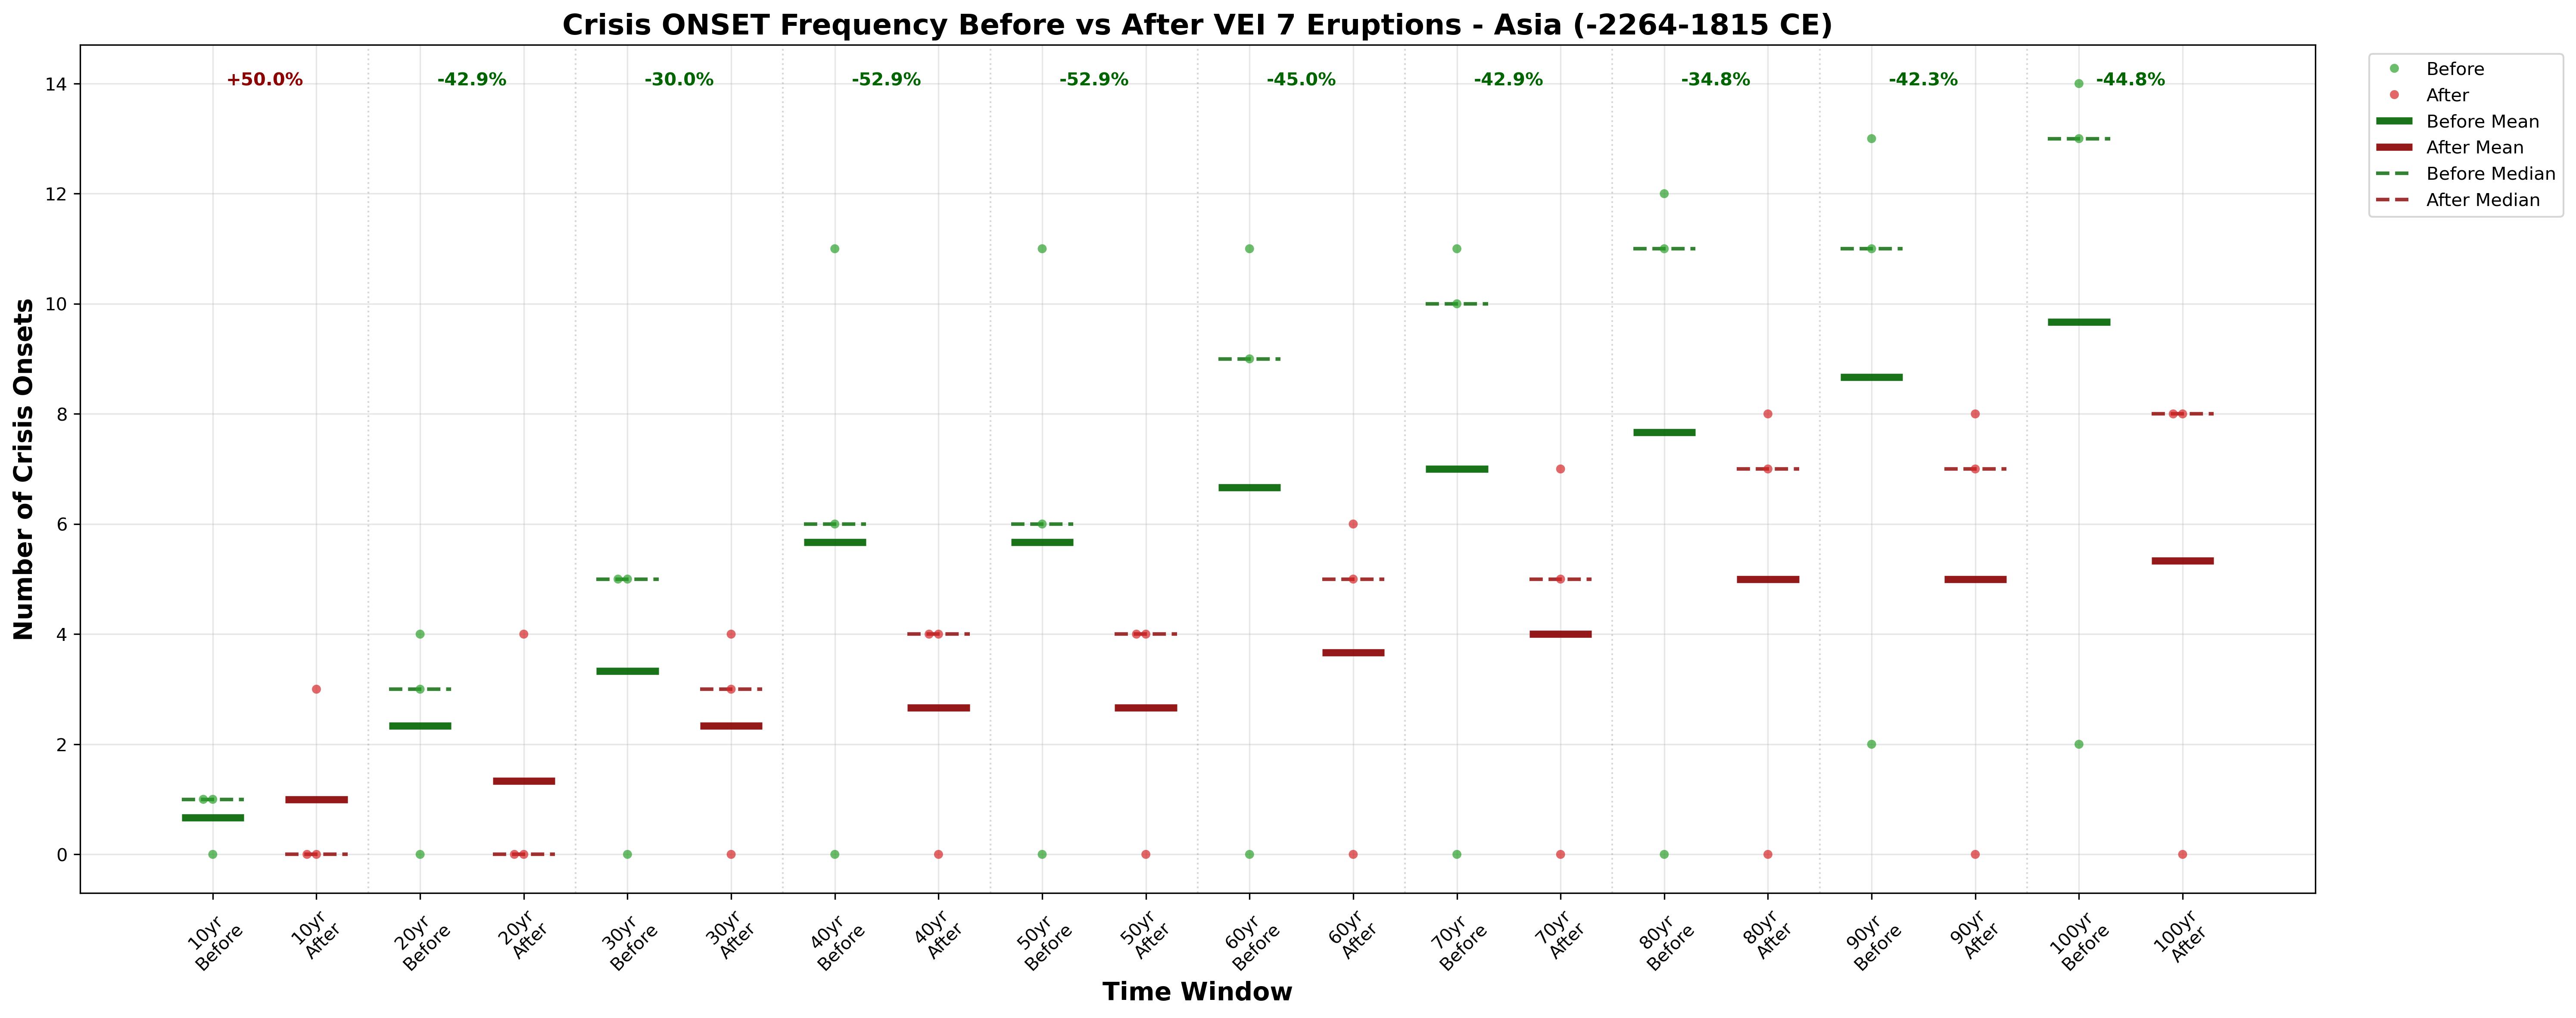 Crisis ONSET Frequency Before vs After VEI 7 Eruptions - Asia (-2264-1815 CE)
+50.0%
-42.9%
-30.0%
-52.9%
-52.9%
-45.0%
-42.9%
-34.8%
-42.3%
-44.8%
Before
After
Before Mean
After Mean
Before Median
After Median
Number of Crisis Onsets
14
12
10
8
6
4
2
0
10yr
Before
10yr
After
20yr
Before
20yr
After
30yr
Before
30yr
After
40yr
Before
40yr
After
50yr
Before
50yr
After
60yr
Before
60yr
After
70yr
Before
70yr
After
80yr
Before
80yr
After
90yr
Before
90yr
After
100yr
Before
100yr
After
Time Window